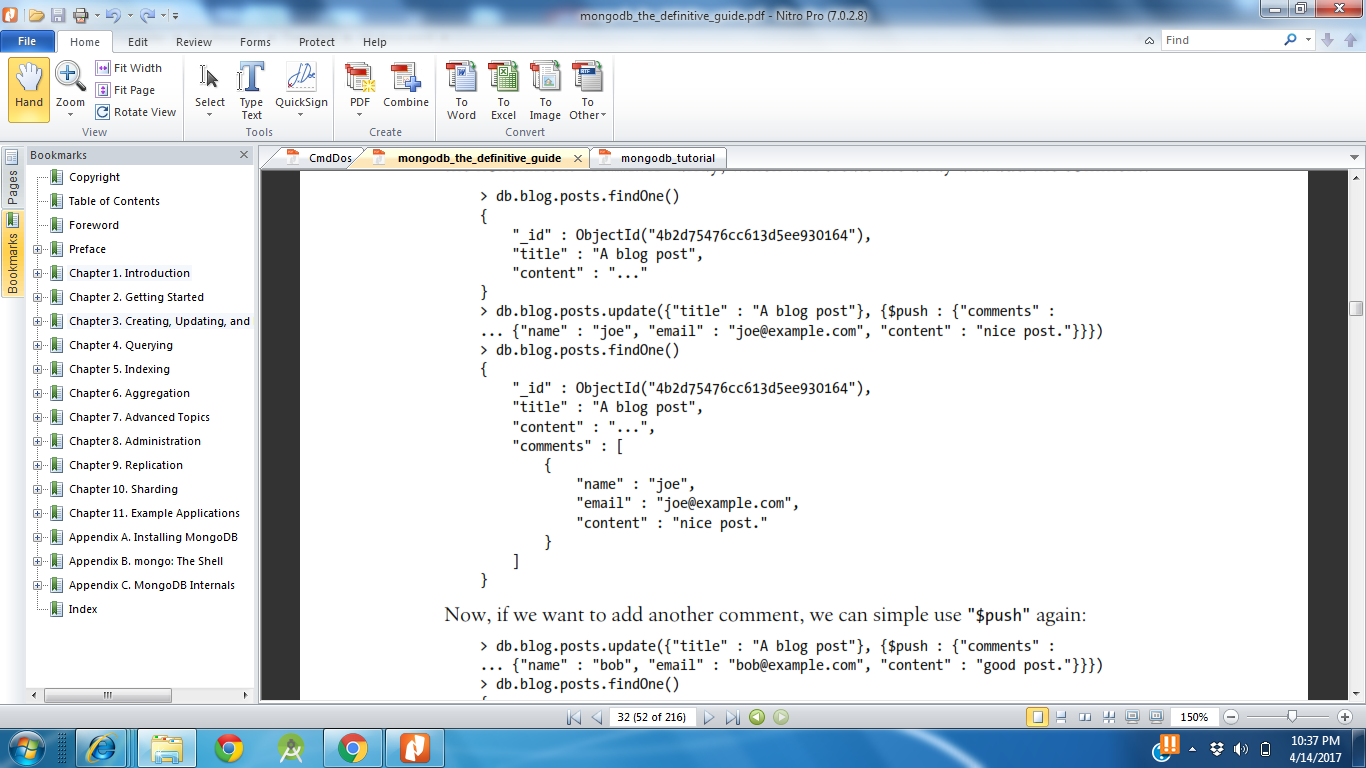 mongodb_the_definitive_guide.pdf - Nitro Pro (7.0.2.8)
File Home Edit Review Forms Protect Help Find
Hand Zoom Fit Width Fit Page Rotate View View
Select Type Text QuickSign Tools
PDF Combine Create
To Word To Excel To Image To Other Convert
Pages
Bookmarks
Bookmarks
Copyright
Table of Contents
Foreword
Preface
Chapter 1. Introduction
Chapter 2. Getting Started
Chapter 3. Creating, Updating, and
Chapter 4. Querying
Chapter 5. Indexing
Chapter 6. Aggregation
Chapter 7. Advanced Topics
Chapter 8. Administration
Chapter 9. Replication
Chapter 10. Sharding
Chapter 11. Example Applications
Appendix A. Installing MongoDB
Appendix B. mongo: The Shell
Appendix C. MongoDB Internals
Index
CmdDos mongodb_the_definitive_guide mongodb_tutorial
> db.blog.posts.findOne()
{
"_id" : ObjectId("4b2d75476cc613d5ee930164"),
"title" : "A blog post",
"content" : "..."
}
> db.blog.posts.update({"title" : "A blog post"}, {$push : {"comments" :
... {"name" : "joe", "email" : "joe@example.com", "content" : "nice post."}}})
> db.blog.posts.findOne()
{
"_id" : ObjectId("4b2d75476cc613d5ee930164"),
"title" : "A blog post",
"content" : "...",
"comments" : [
{
"name" : "joe",
"email" : "joe@example.com",
"content" : "nice post."
}
]
}
Now, if we want to add another comment, we can simple use "$push" again:
> db.blog.posts.update({"title" : "A blog post"}, {$push : {"comments" :
... {"name" : "bob", "email" : "bob@example.com", "content" : "good post."}}})
> db.blog.posts.findOne()
32 (52 of 216) 150%
10:37 PM
4/14/2017